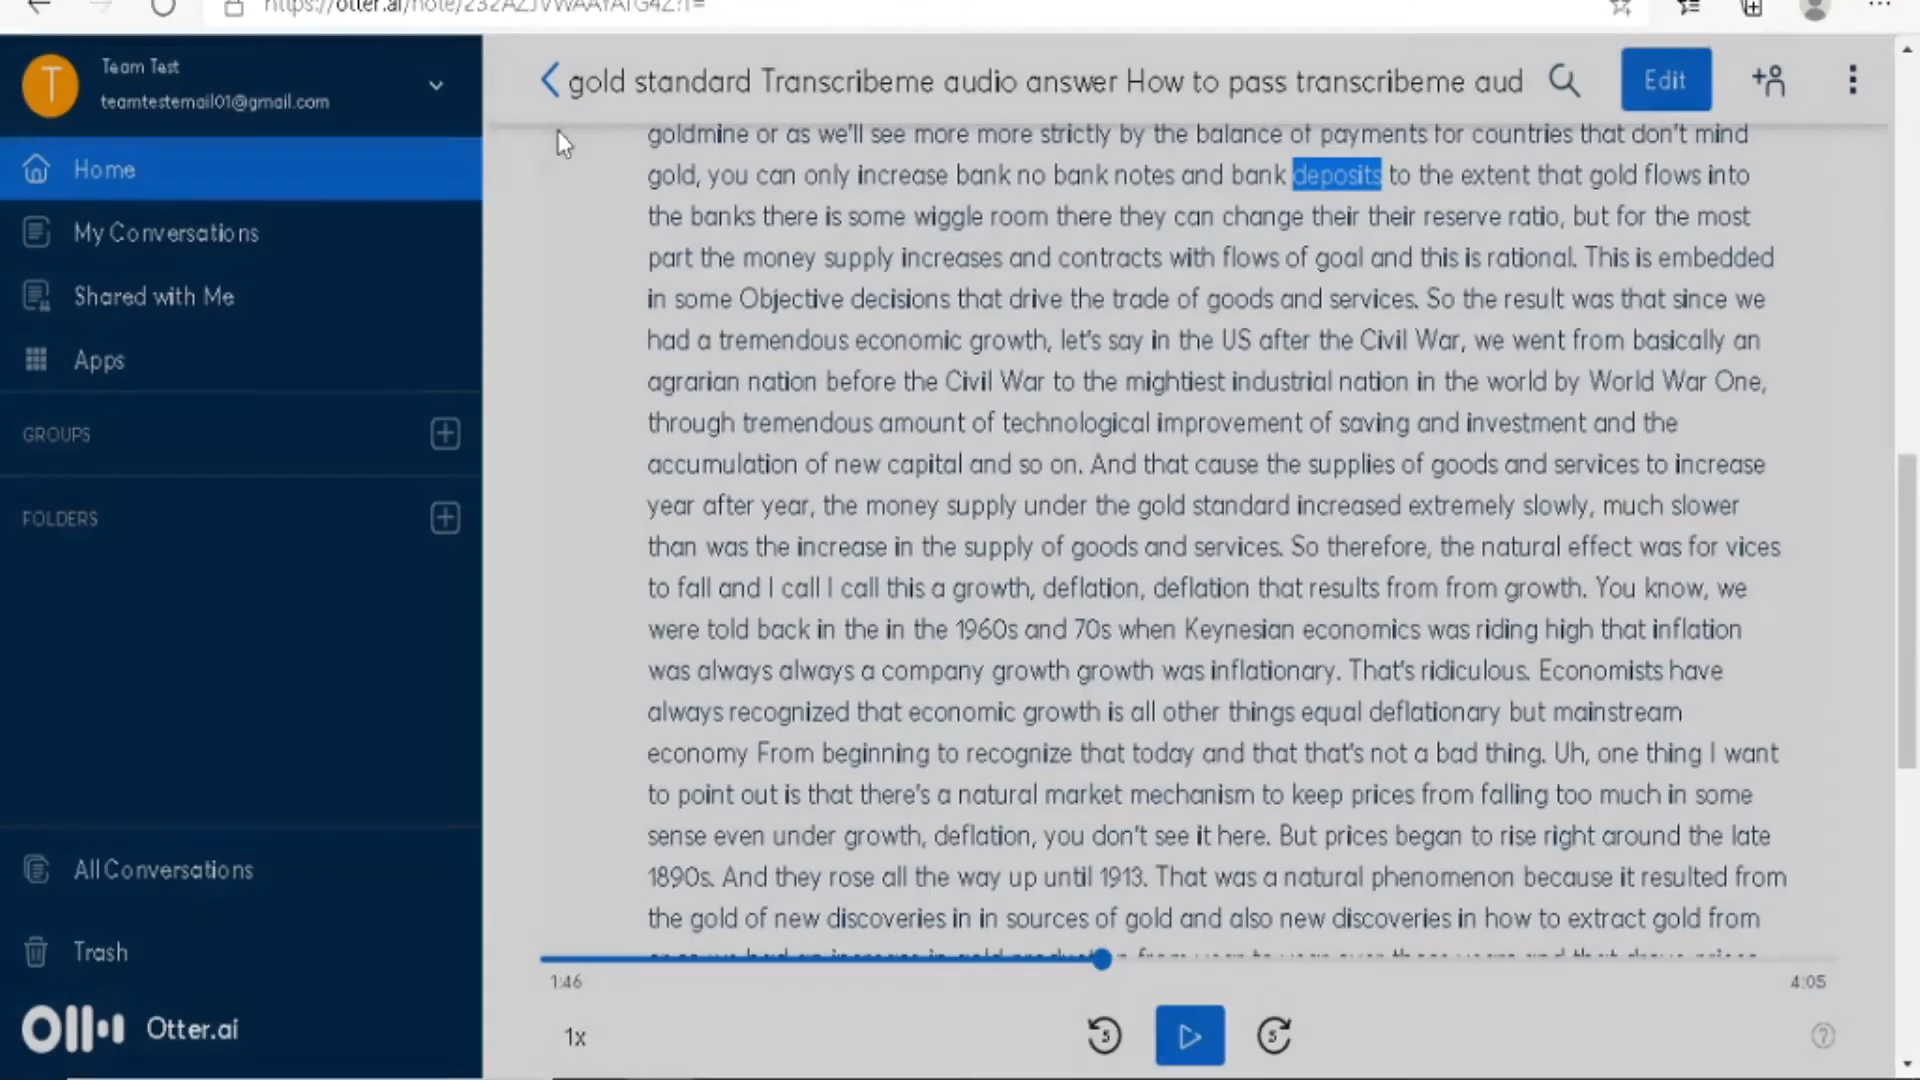 Team Test
teamtestemail01@gmail.com
Home
My Conversations
Shared with Me
Apps
GROUPS
FOLDERS
All Conversations
Trash
Otter.ai
gold standard Transcribeme audio answer How to pass transcribeme aud
Edit
goldmine or as we'll see more more strictly by the balance of payments for countries that don't mind
gold, you can only increase bank no bank notes and bank deposits to the extent that gold flows into
the banks there is some wiggle room there they can change their their reserve ratio, but for the most
part the money supply increases and contracts with flows of goal and this is rational. This is embedded
in some Objective decisions that drive the trade of goods and services. So the result was that since we
had a tremendous economic growth, let's say in the US after the Civil War, we went from basically an
agrarian nation before the Civil War to the mightiest industrial nation in the world by World War One,
through tremendous amount of technological improvement of saving and investment and the
accumulation of new capital and so on. And that cause the supplies of goods and services to increase
year after year, the money supply under the gold standard increased extremely slowly, much slower
than was the increase in the supply of goods and services. So therefore, the natural effect was for vices
to fall and I call I call this a growth, deflation, deflation that results from from growth. You know, we
were told back in the in the 1960s and 70s when Keynesian economics was riding high that inflation
was always always a company growth growth was inflationary. That's ridiculous. Economists have
always recognized that economic growth is all other things equal deflationary but mainstream
economy From beginning to recognize that today and that that's not a bad thing. Uh, one thing I want
to point out is that there's a natural market mechanism to keep prices from falling too much in some
sense even under growth, deflation, you don't see it here. But prices began to rise right around the late
1890s. And they rose all the way up until 1913. That was a natural phenomenon because it resulted from
the gold of new discoveries in in sources of gold and also new discoveries in how to extract gold from
1:46
4:05
1x
5
5